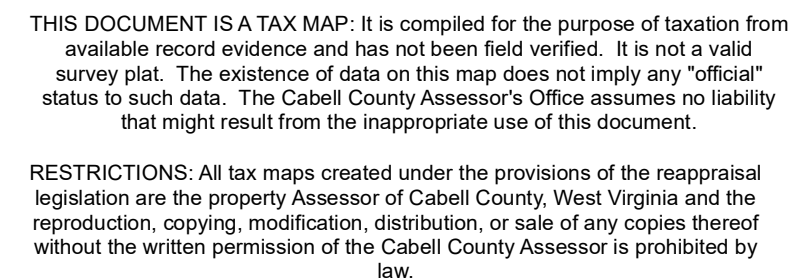 THIS DOCUMENT IS A TAX MAP: It is compiled for the purpose of taxation from
available record evidence and has not been field verified.  It is not a valid
survey plat.  The existence of data on this map does not imply any "official"
status to such data.  The Cabell County Assessor's Office assumes no liability
that might result from the inappropriate use of this document.
RESTRICTIONS: All tax maps created under the provisions of the reappraisal
legislation are the property Assessor of Cabell County, West Virginia and the
reproduction, copying, modification, distribution, or sale of any copies thereof
without the written permission of the Cabell County Assessor is prohibited by
law.